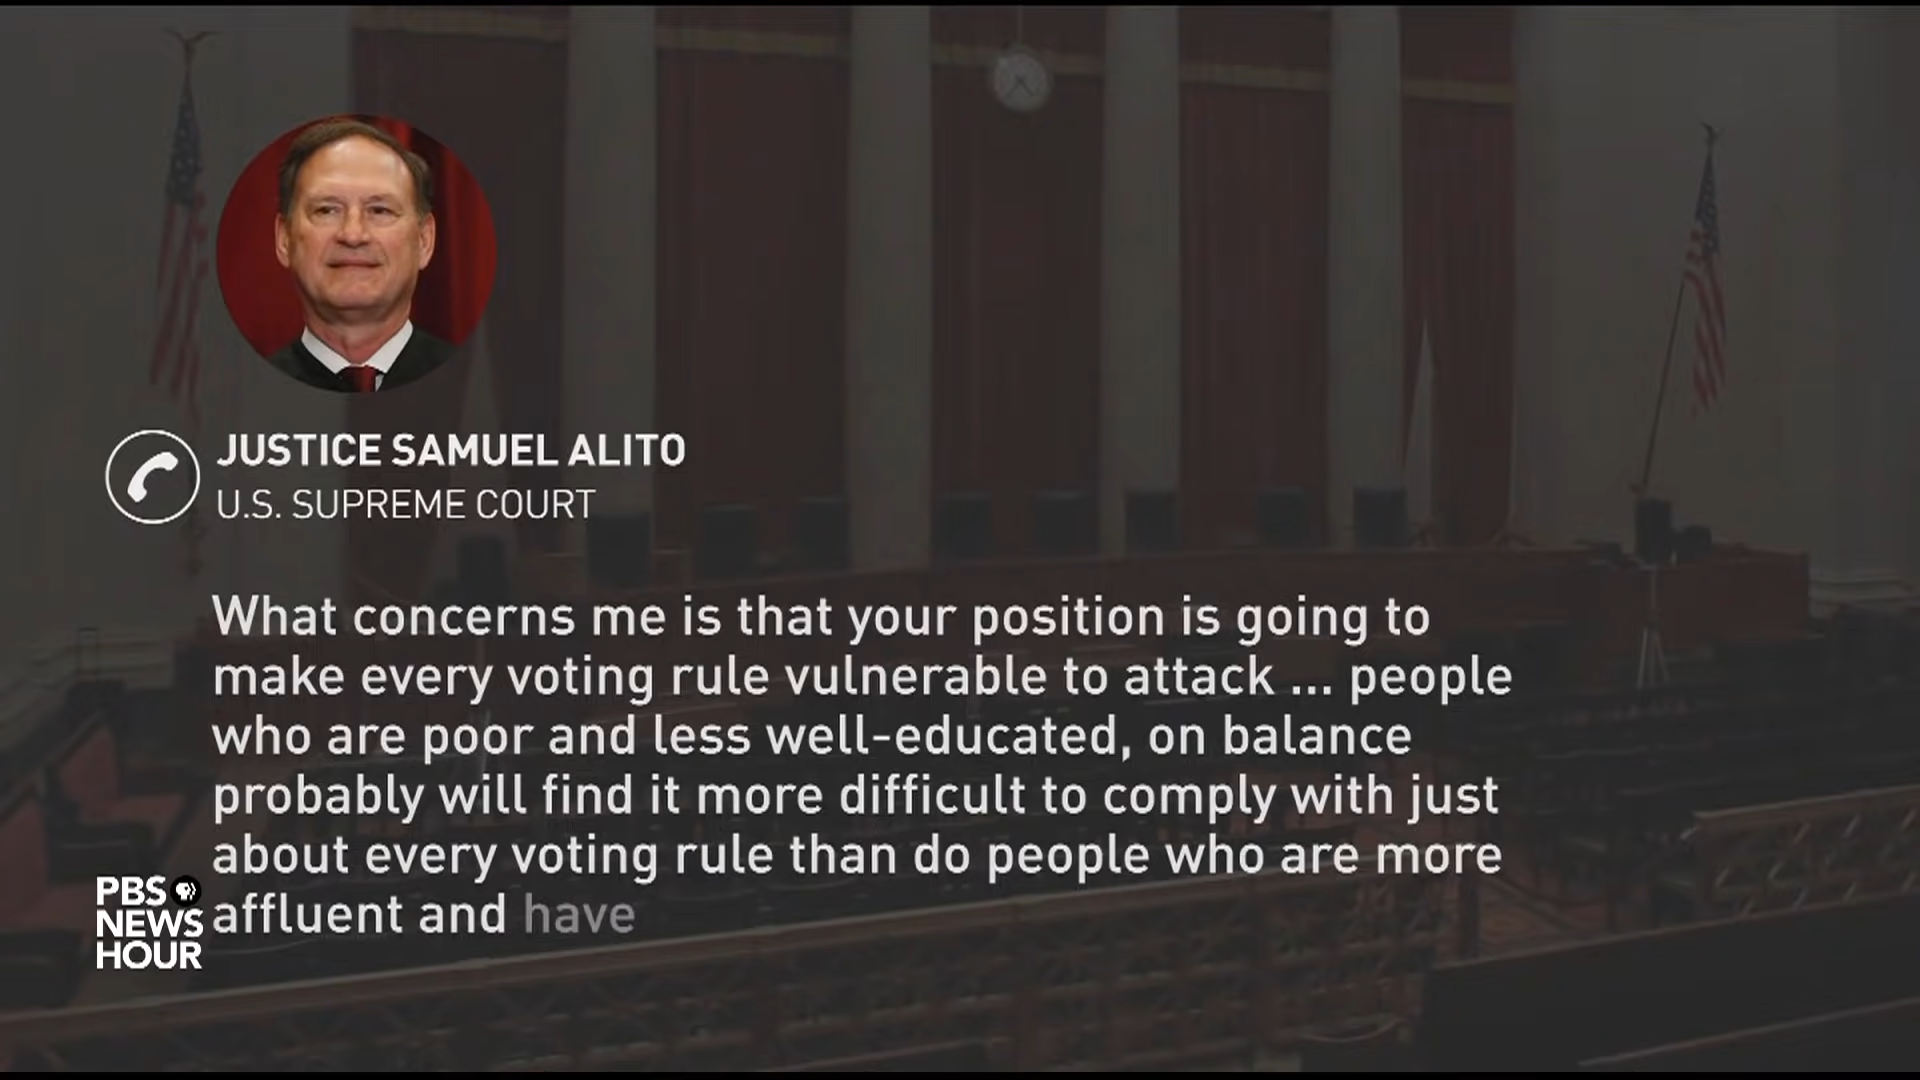 JUSTICE SAMUEL ALITO
U.S. SUPREME COURT
What concerns me is that your position is going to
make every voting rule vulnerable to attack ... people
who are poor and less well-educated, on balance
probably will find it more difficult to comply with just
about every voting rule than do people who are more
affluent and have
PBS
NEWS
HOUR